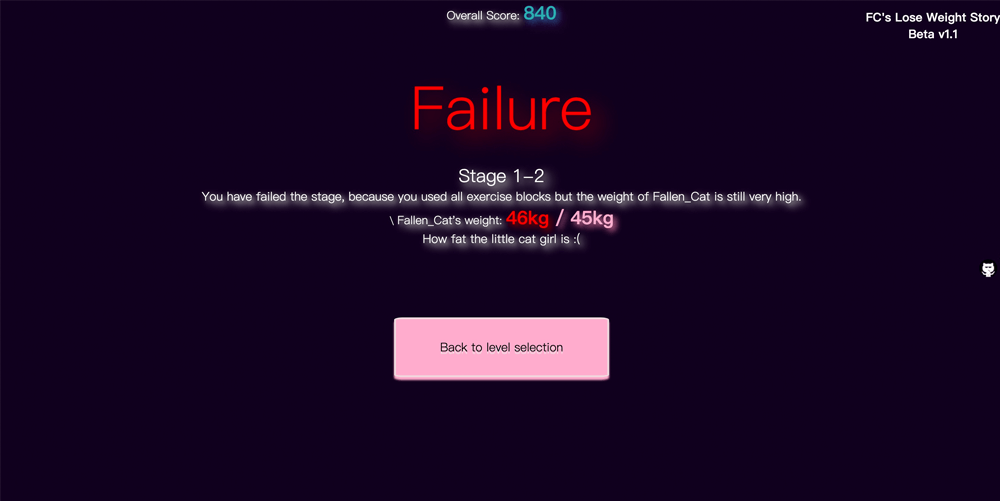 Overall Score: 840
FC's Lose Weight Story
Beta v1.1
Failure
Stage 1-2
You have failed the stage, because you used all exercise blocks but the weight of Fallen_Cat is still very high.
\ Fallen_Cat's weight: 46kg / 45kg
How fat the little cat girl is :(
Back to level selection